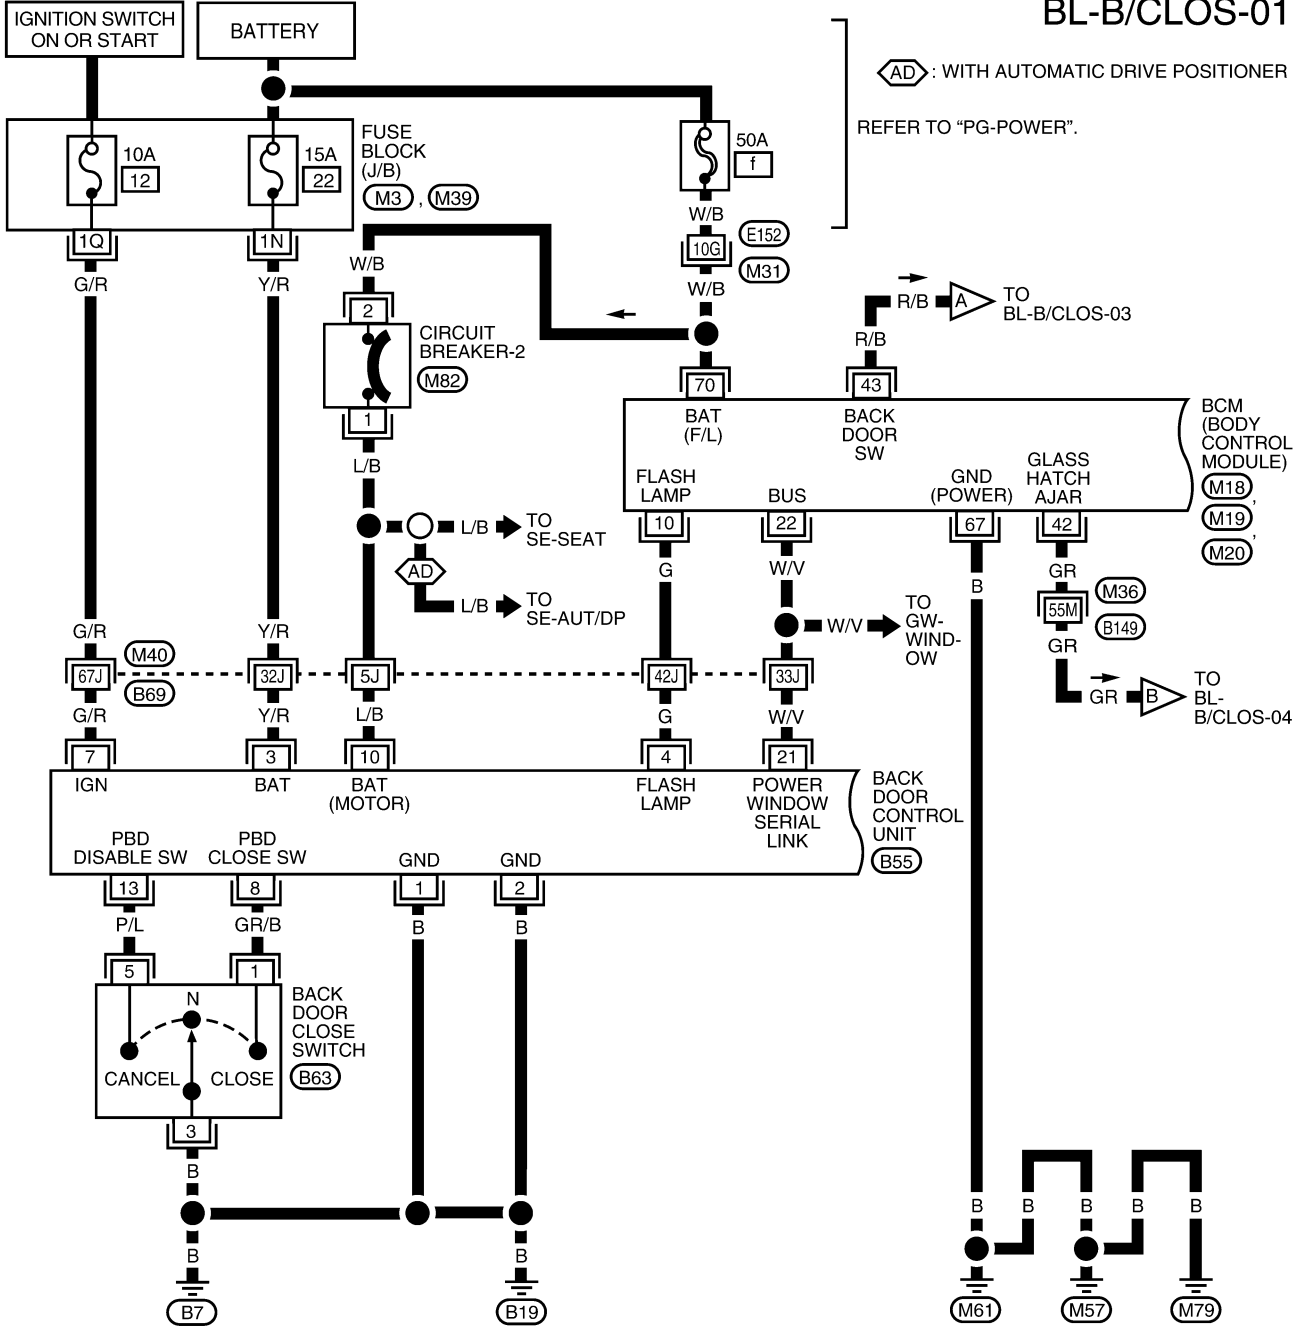 BL-B/CLOS-01
IGNITION SWITCH
ON OR START
BATTERY
AD : WITH AUTOMATIC DRIVE POSITIONER
REFER TO “PG-POWER”.
10A
12
15A
22
FUSE
BLOCK
(J/B)
M3 , M39
50A
f
1Q
1N
W/B
10G
E152
M31
G/R
Y/R
W/B
W/B
2
CIRCUIT
BREAKER-2
M82
1
R/B
A
TO
BL-B/CLOS-03
R/B
70
43
BAT
(F/L)
BACK
DOOR
SW
BCM
(BODY
CONTROL
MODULE)
M18 ,
M19 ,
M20
FLASH
LAMP
BUS
GND
(POWER)
GLASS
HATCH
AJAR
10
22
67
42
L/B
L/B
TO
SE-SEAT
AD
L/B
TO
SE-AUT/DP
G
W/V
B
GR
55M
M36
B149
GR
W/V
TO
GW-
WIND-
OW
GR
B
TO
BL-
B/CLOS-04
G/R
Y/R
67J
M40
B69
32J
5J
42J
33J
G/R
Y/R
L/B
G
W/V
7
3
10
4
21
IGN
BAT
BAT
(MOTOR)
FLASH
LAMP
POWER
WINDOW
SERIAL
LINK
BACK
DOOR
CONTROL
UNIT
B55
PBD
DISABLE SW
PBD
CLOSE SW
GND
GND
13
8
1
2
P/L
GR/B
B
B
5
1
N
CANCEL
CLOSE
BACK
DOOR
CLOSE
SWITCH
B63
3
B
B
B
B
B
B
B
B
B7
B19
M61
M57
M79